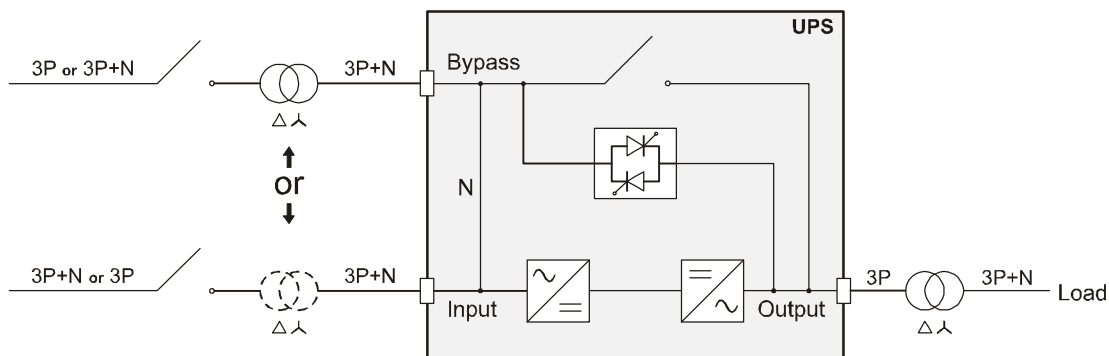 UPS
3P or 3P+N
3P+N
Bypass
or
N
3P+N or 3P
3P+N
Input
Output
3P
3P+N
Load